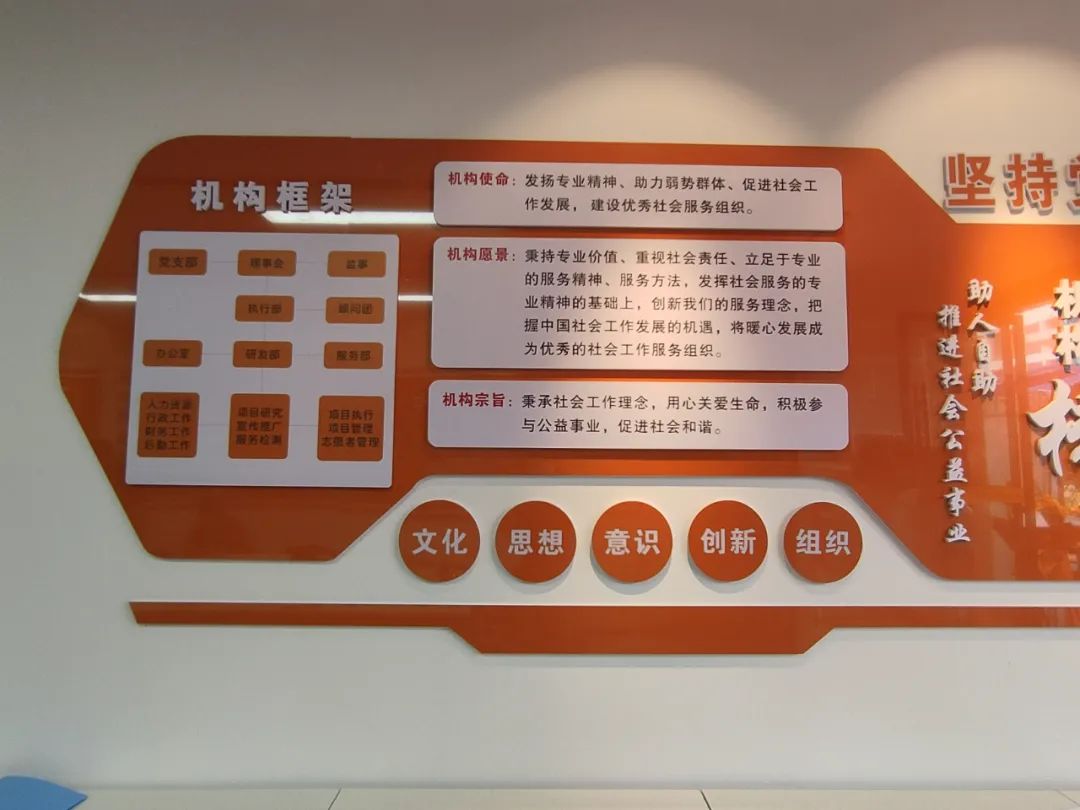 机构框架
党支部
理事会
监事
执行部
顾问团
办公室
研发部
服务部
人力资源
行政工作
财务工作
后勤工作
项目研究
宣传推广
服务检测
项目执行
项目管理
志愿者管理
机构使命：发扬专业精神、助力弱势群体、促进社会工
作发展，建设优秀社会服务组织。
机构愿景：秉持专业价值、重视社会责任、立足于专业
的服务精神、服务方法，发挥社会服务的专
业精神的基础上，创新我们的服务理念，把
握中国社会工作发展的机遇，将暖心发展成
为优秀的社会工作服务组织。
机构宗旨：秉承社会工作理念，用心关爱生命，积极参
与公益事业，促进社会和谐。
文化
思想
意识
创新
组织
坚持
助人自助
推进社会公益事业